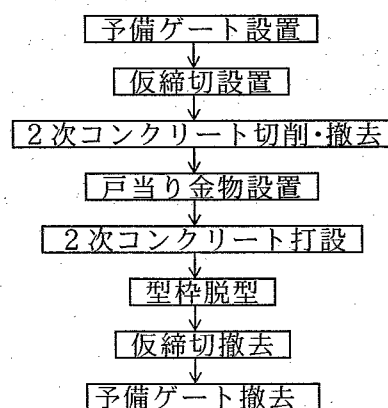 予備ゲート設置
仮締切設置
2次コンクリート切削・撤去
戸当り金物設置
2次コンクリート打設
型枠脱型
仮締切撤去
予備ゲート撤去